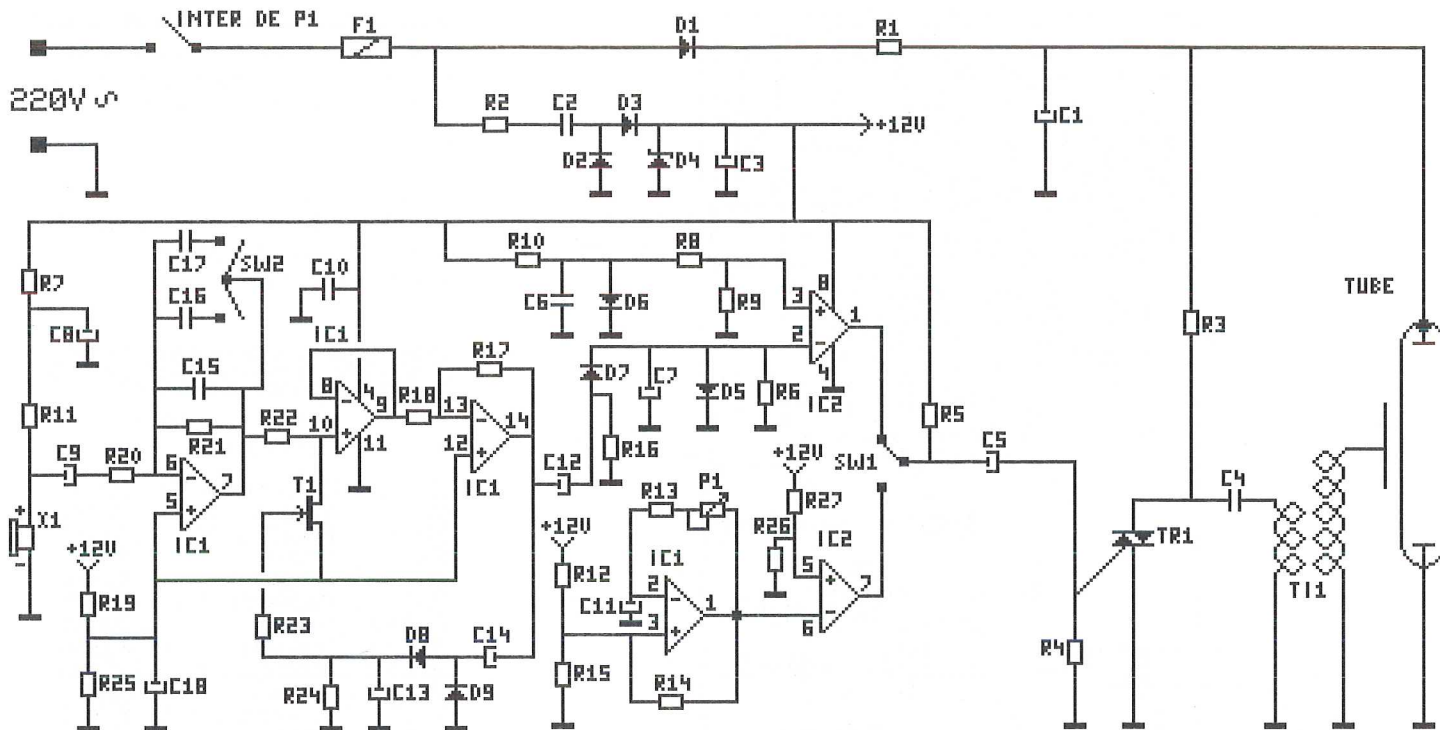 INTER DE P1
F1
D1
R1
220V ~
R2
C2
D3
+12V
C1
D2
D4
C3
C17
SW2
R7
C16
C10
R10
R8
C8
IC1
C6
D6
R9
3
+
8
1
2
-
4
R3
TUBE
C15
R17
D7
C7
D5
R6
IC2
R11
8
-
4
9
R18
13
-
14
R5
R21
R22
10
+
11
12
+
IC1
R16
C9
R20
6
-
7
5
+
IC1
T1
C12
+12V
SW1
C5
X1
+
-
R13
P1
R27
C4
+12V
+12V
R26
IC2
TR1
R19
R12
IC1
5
+
7
-
6
TI1
C11
2
-
1
3
+
R23
D8
C14
R4
R25
C18
R24
C13
D9
R15
R14